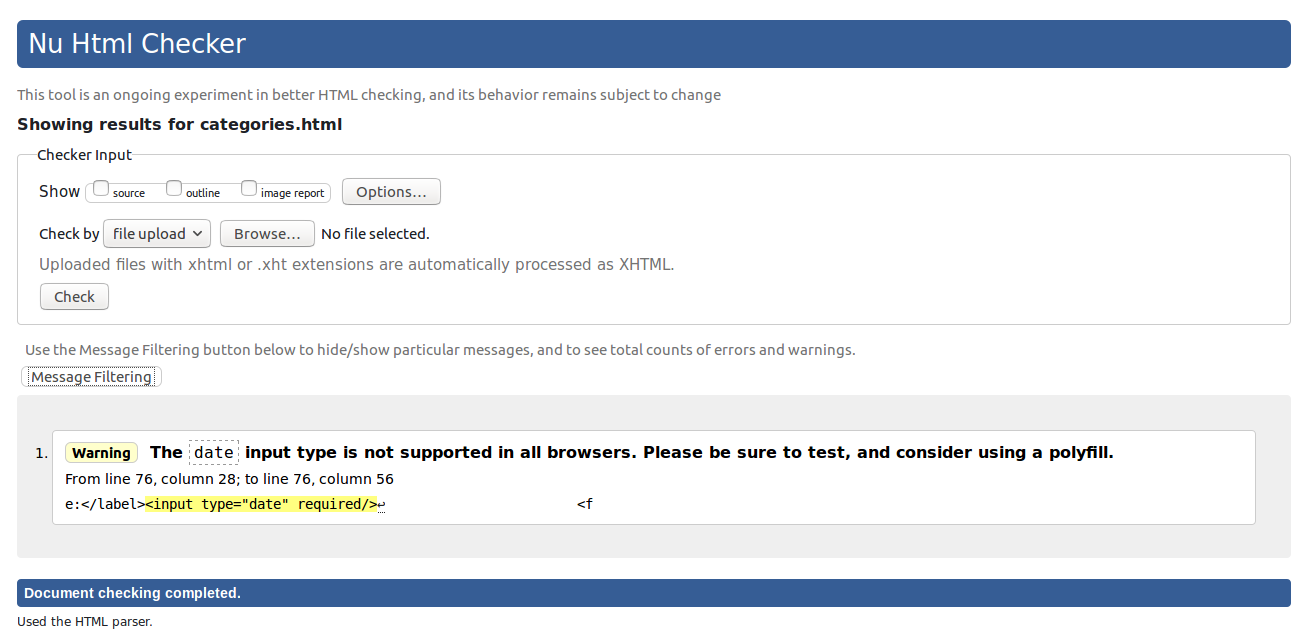 Nu Html Checker
This tool is an ongoing experiment in better HTML checking, and its behavior remains subject to change
Showing results for categories.html
Checker Input
Show source outline image report Options...
Check by file upload Browse... No file selected.
Uploaded files with xhtml or .xht extensions are automatically processed as XHTML.
Check
Use the Message Filtering button below to hide/show particular messages, and to see total counts of errors and warnings.
Message Filtering
1. Warning The date input type is not supported in all browsers. Please be sure to test, and consider using a polyfill.
From line 76, column 28; to line 76, column 56
e:</label><input type="date" required/>↩ <f
Document checking completed.
Used the HTML parser.